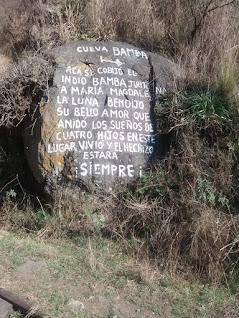 CUEVA BAMBA
ACA SI COBIJO EL
INDIO BAMBA JUNTO
A MARIA MAGDALENA
LA LUNA BENDIJO
SU BELLO AMOR QUE
ANIDO LOS SUEÑOS DE
CUATRO HIJOS EN ESTE
LUGAR VIVIO Y EL HECHIZO
ESTARA
¡SIEMPRE¡